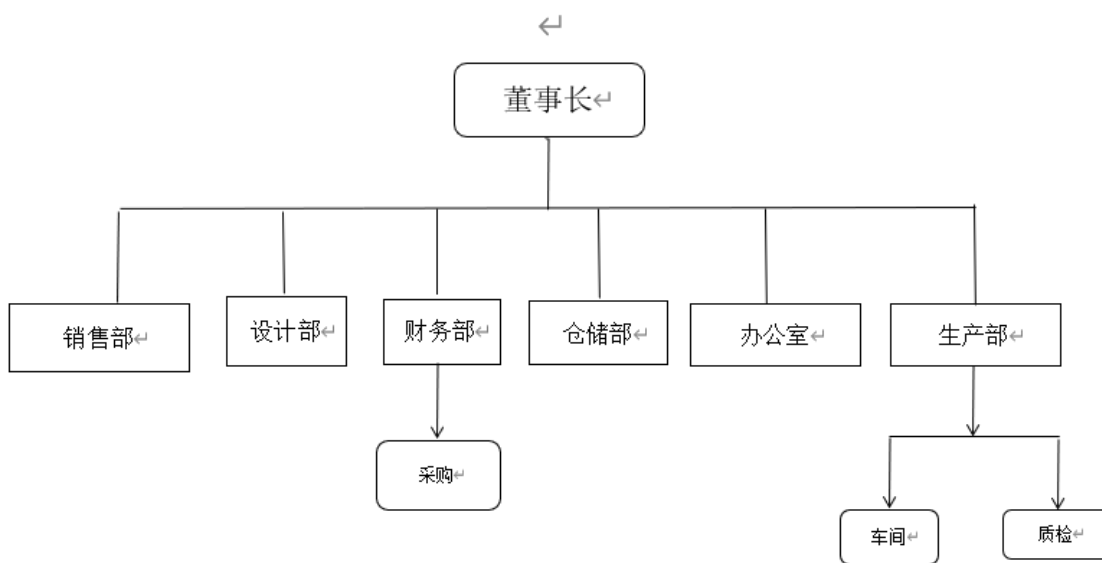 董事长
销售部
设计部
财务部
仓储部
办公室
生产部
采购
车间
质检